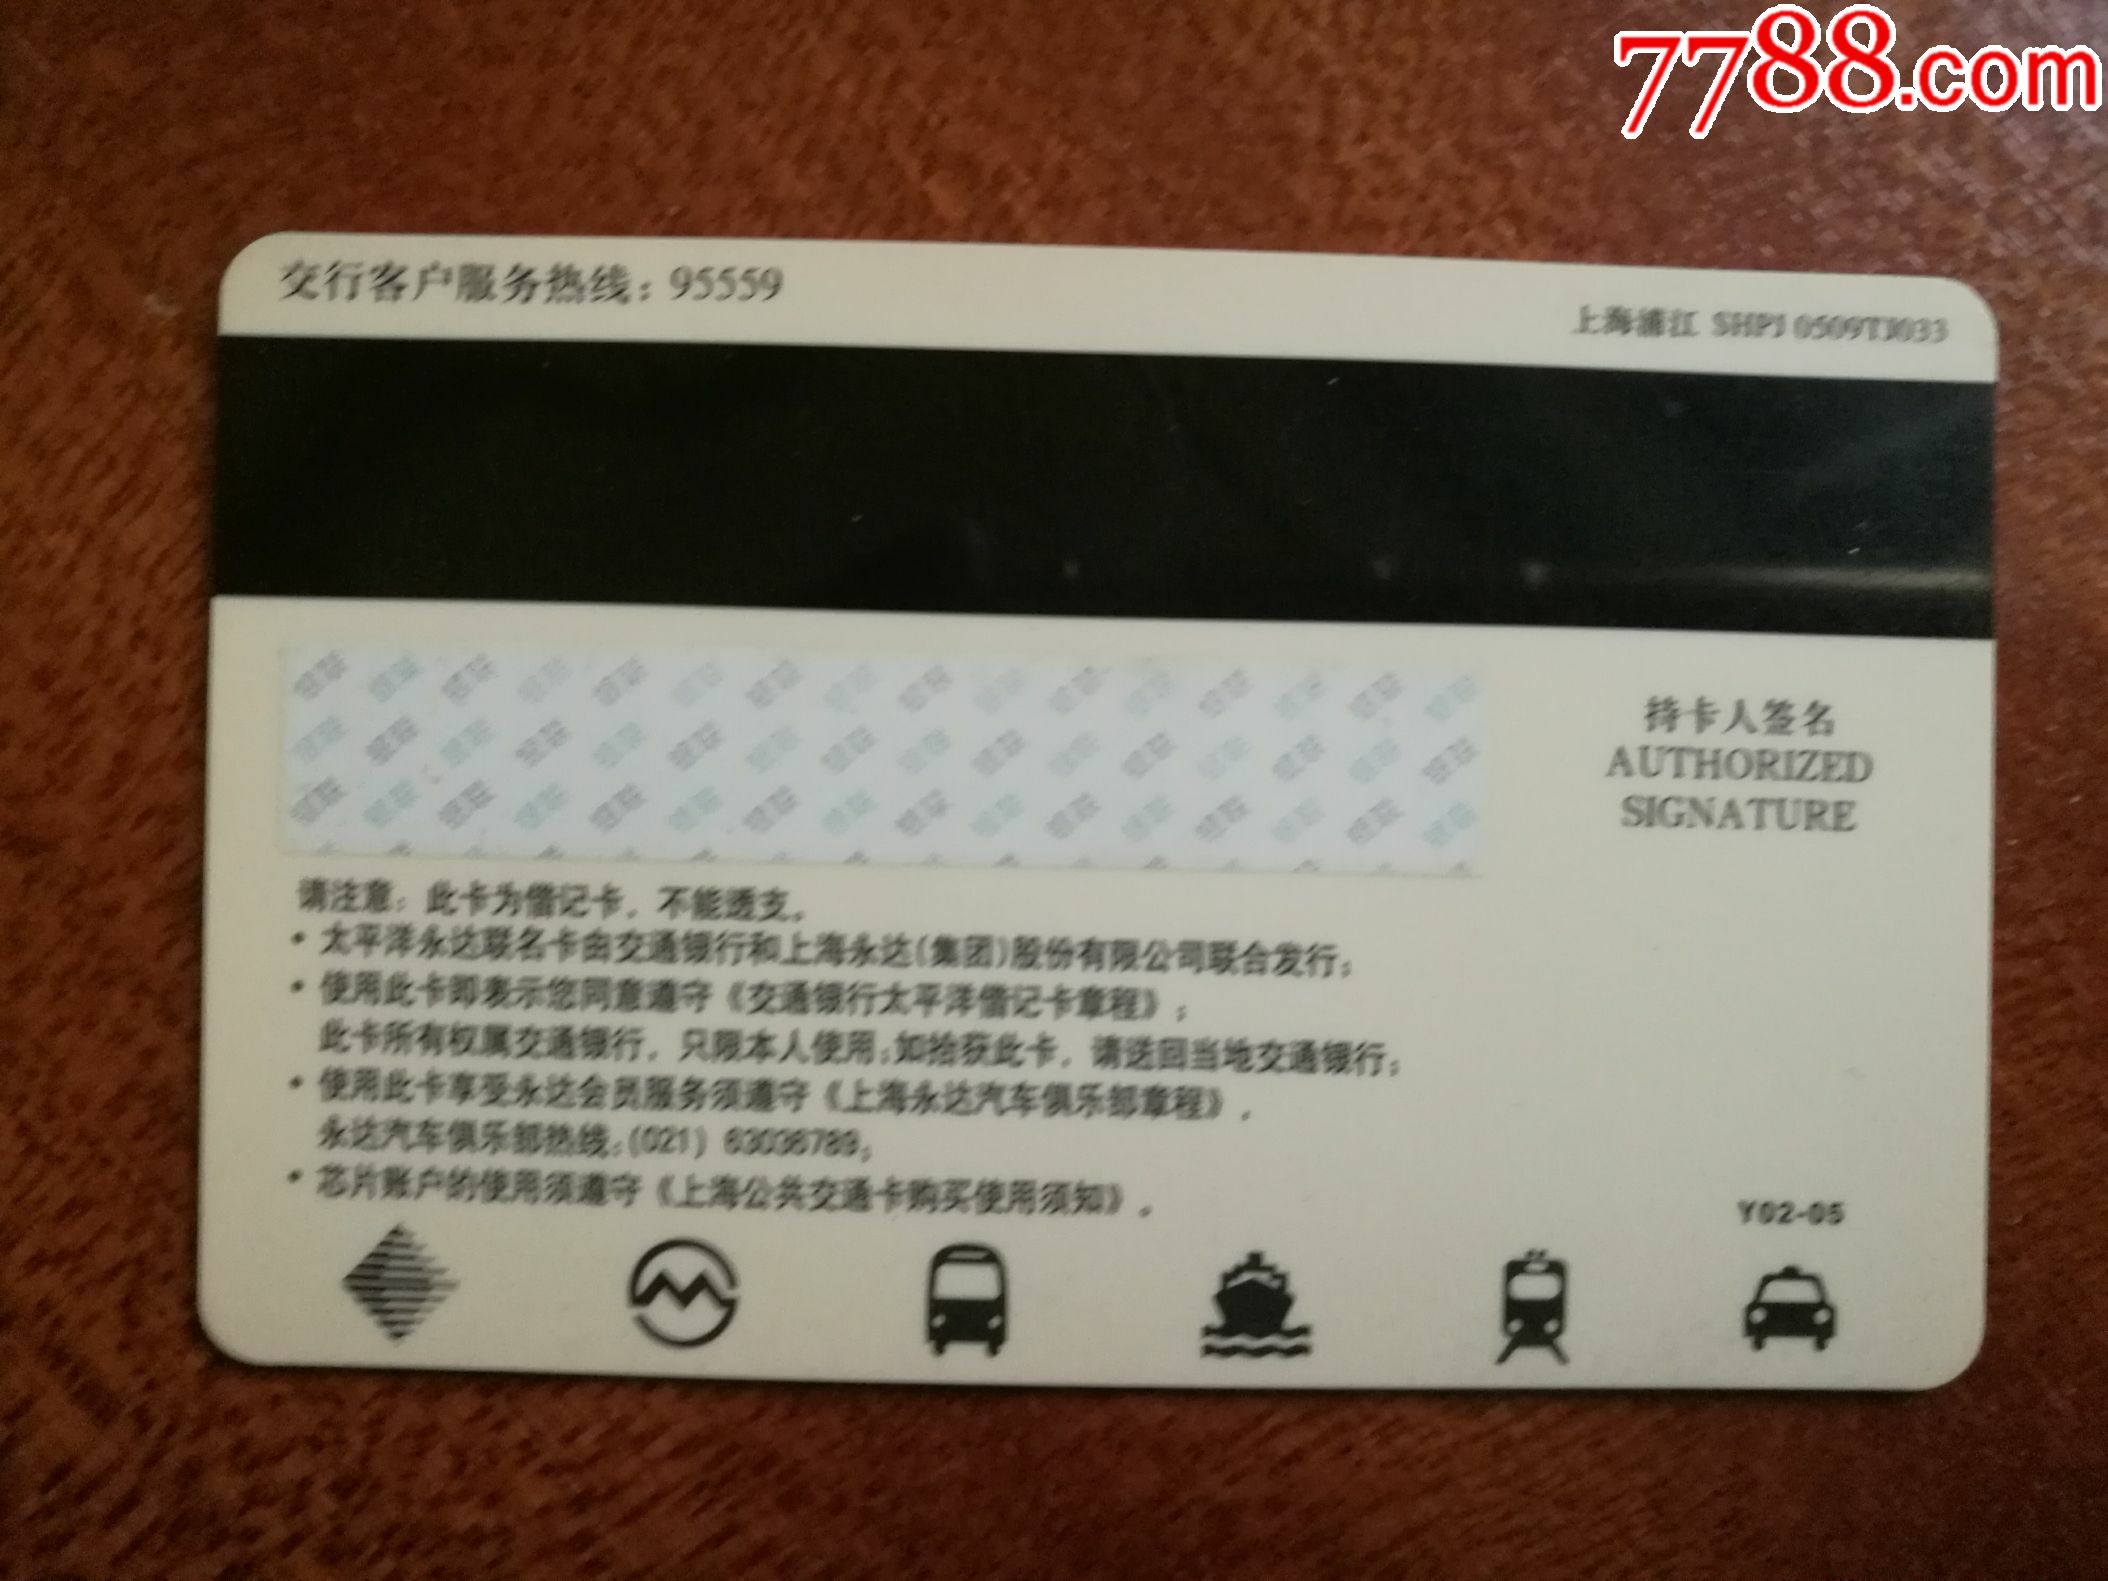 7788.com
交行客户服务热线：95559
上海浦江 SHPJ 0509TJ033
持卡人签名
AUTHORIZED
SIGNATURE
请注意：此卡为借记卡，不能透支。
• 太平洋永达联名卡由交通银行和上海永达(集团)股份有限公司联合发行；
• 使用此卡即表示您同意遵守《交通银行太平洋借记卡章程》；
此卡所有权属交通银行，只限本人使用；如拾获此卡，请送回当地交通银行；
• 使用此卡享受永达会员服务须遵守《上海永达汽车俱乐部章程》，
永达汽车俱乐部热线：(021) 63036789；
• 芯片账户的使用须遵守《上海公共交通卡购买使用须知》。
Y02-05